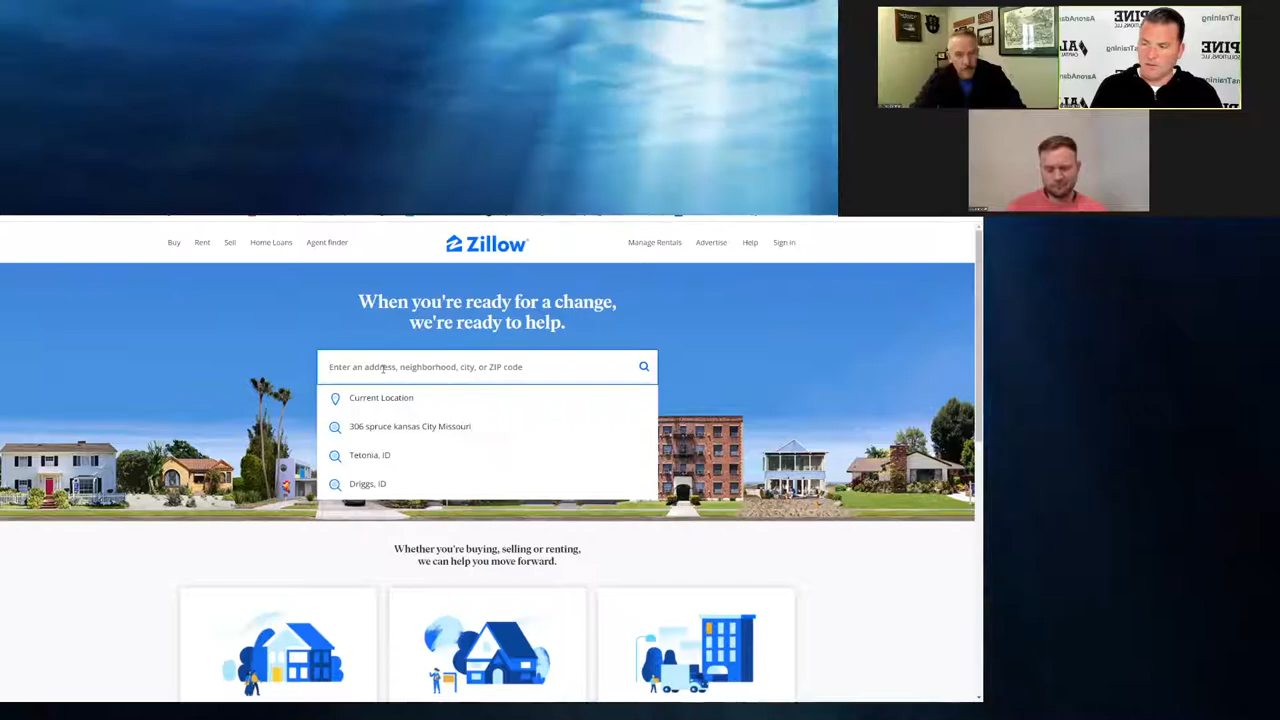 PINE
SOLUTIONS, LLC
Buy Rent Sell Home Loans Agent finder
Zillow
Manage Rentals Advertise Help Sign in
When you're ready for a change,
we're ready to help.
Enter an address, neighborhood, city, or ZIP code
Current Location
306 spruce kansas City Missouri
Tetonia, ID
Driggs, ID
Whether you're buying, selling or renting,
we can help you move forward.